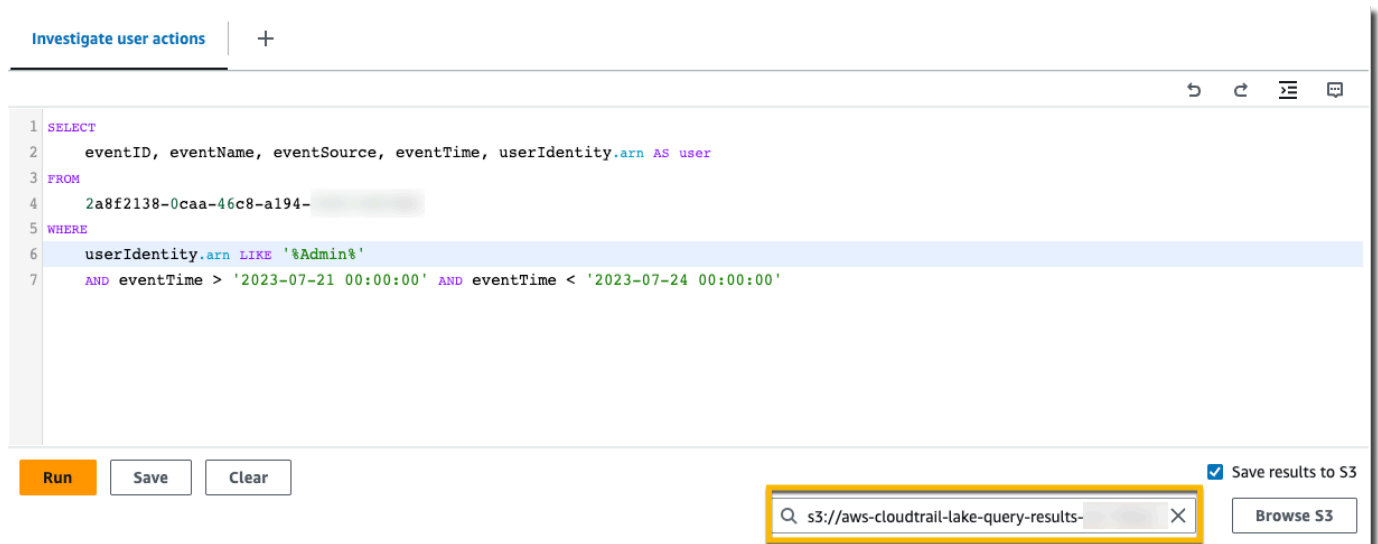 Investigate user actions
1 SELECT
2 eventID, eventName, eventSource, eventTime, userIdentity.arn AS user
3 FROM
4 2a8f2138-0caa-46c8-a194-
5 WHERE
6 userIdentity.arn LIKE '%Admin%'
7 AND eventTime > '2023-07-21 00:00:00' AND eventTime < '2023-07-24 00:00:00'
Run Save Clear
Save results to S3
s3://aws-cloudtrail-lake-query-results-
Browse S3